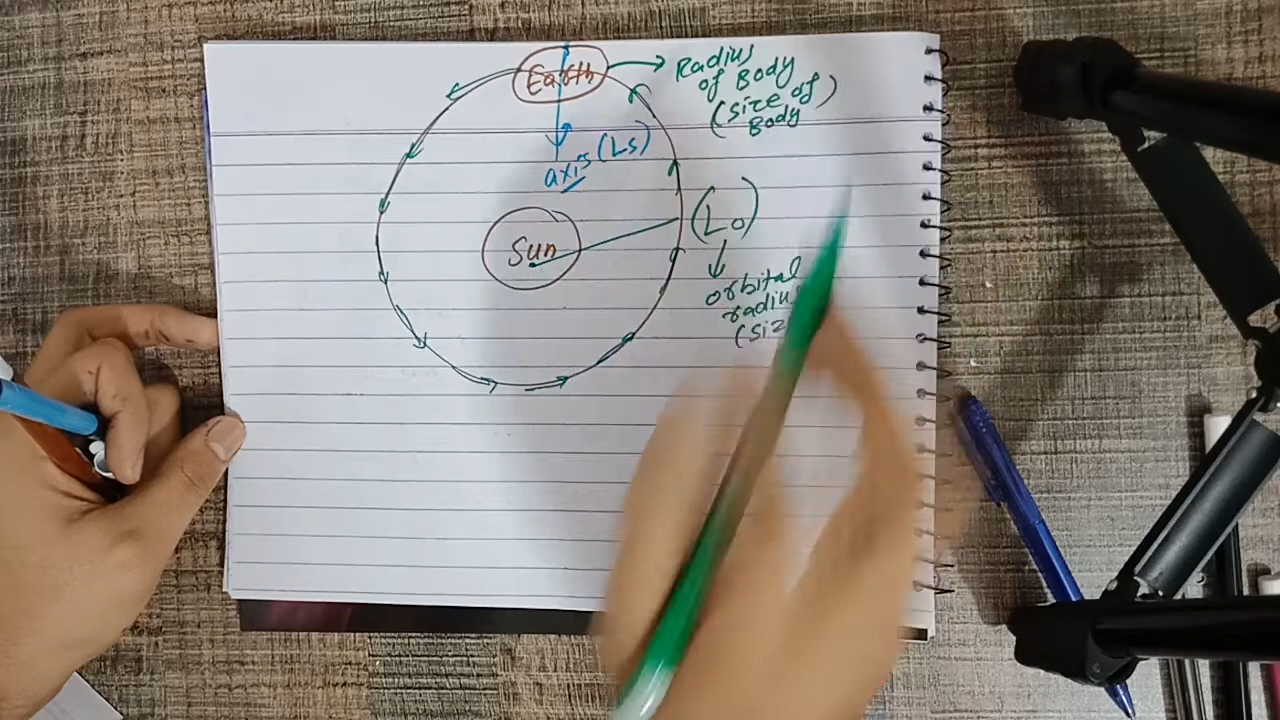 Earth
Radius
of Body
(size of)
Body
axis (Ls)
(Lo)
Sun
orbital